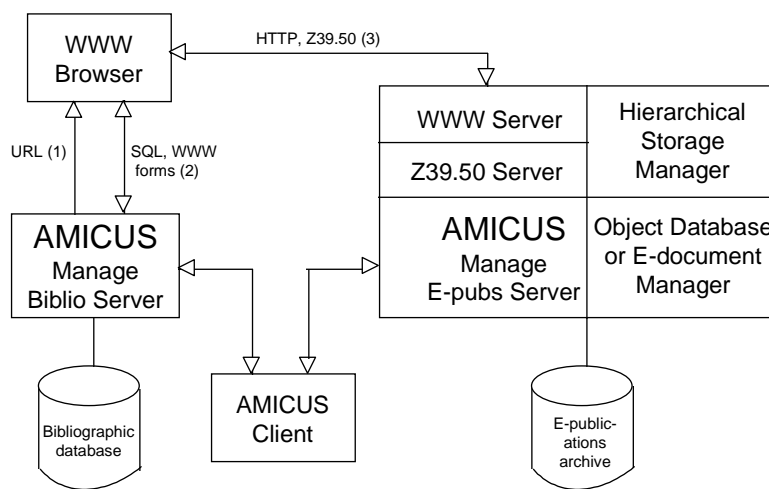 WWW
Browser
HTTP, Z39.50 (3)
WWW Server
Z39.50 Server
Hierarchical
Storage
Manager
URL (1)
SQL, WWW
forms (2)
AMICUS
Manage
Biblio Server
AMICUS
Manage
E-pubs Server
Object Database
or E-document
Manager
AMICUS
Client
Bibliographic
database
E-public-
ations
archive